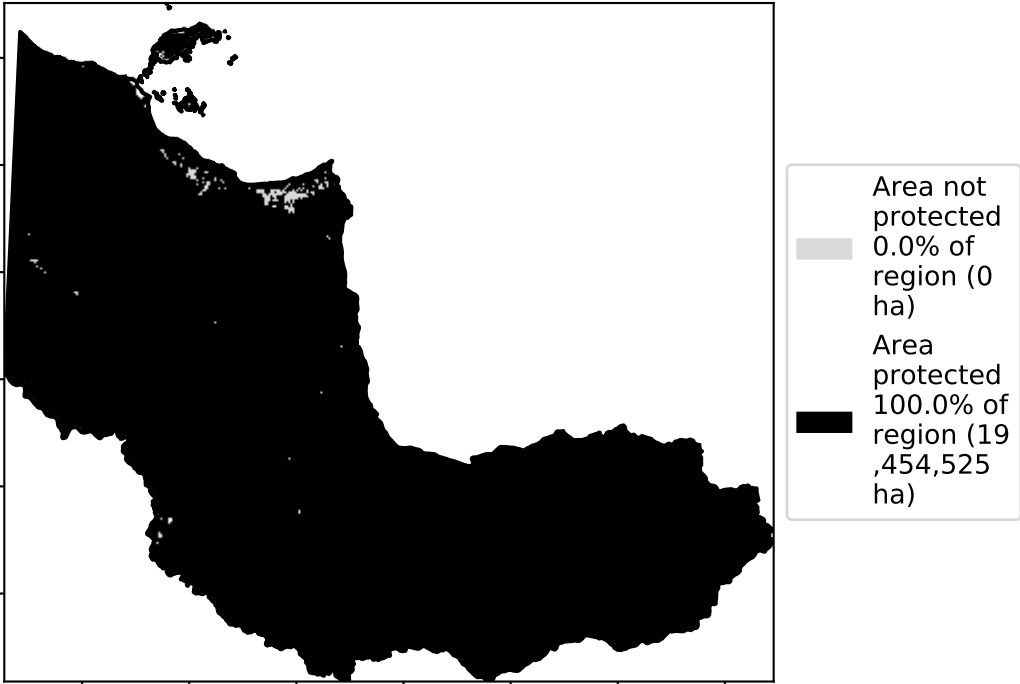 Area not
protected
0.0% of
region (0
ha)
Area
protected
100.0% of
region (19
,454,525
ha)